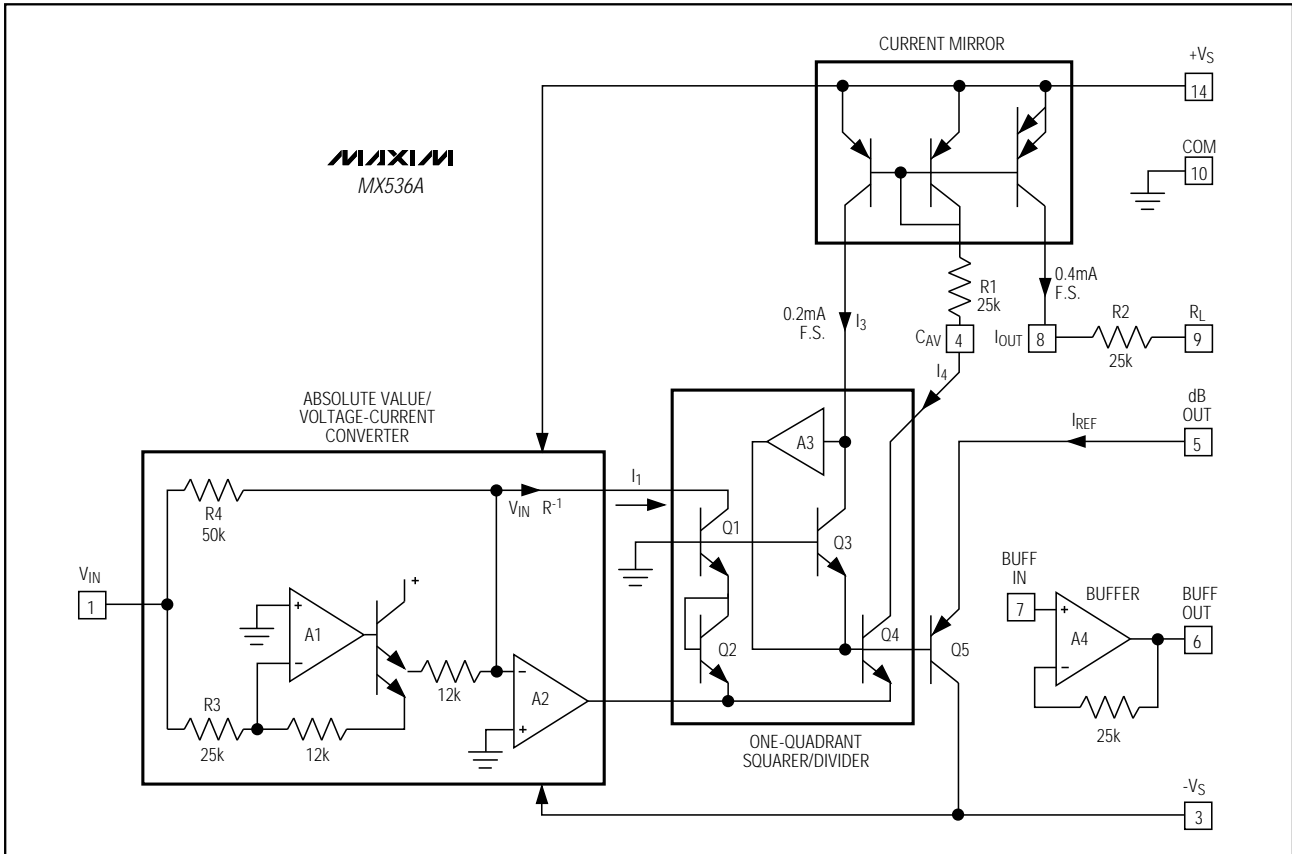 CURRENT MIRROR
+VS
14
COM
10
MAXIM
MX536A
R1
25k
0.4mA
F.S.
0.2mA
F.S.
I3
CAV
4
IOUT
8
R2
25k
RL
9
I4
ABSOLUTE VALUE/
VOLTAGE-CURRENT
CONVERTER
dB
OUT
5
IREF
A3
I1
VIN R-1
R4
50k
Q1
Q3
VIN
1
+
A1
−
+
R3
25k
12k
12k
−
A2
+
Q2
Q4
Q5
BUFF
IN
7
BUFFER
+
A4
−
25k
BUFF
OUT
6
ONE-QUADRANT
SQUARER/DIVIDER
-VS
3